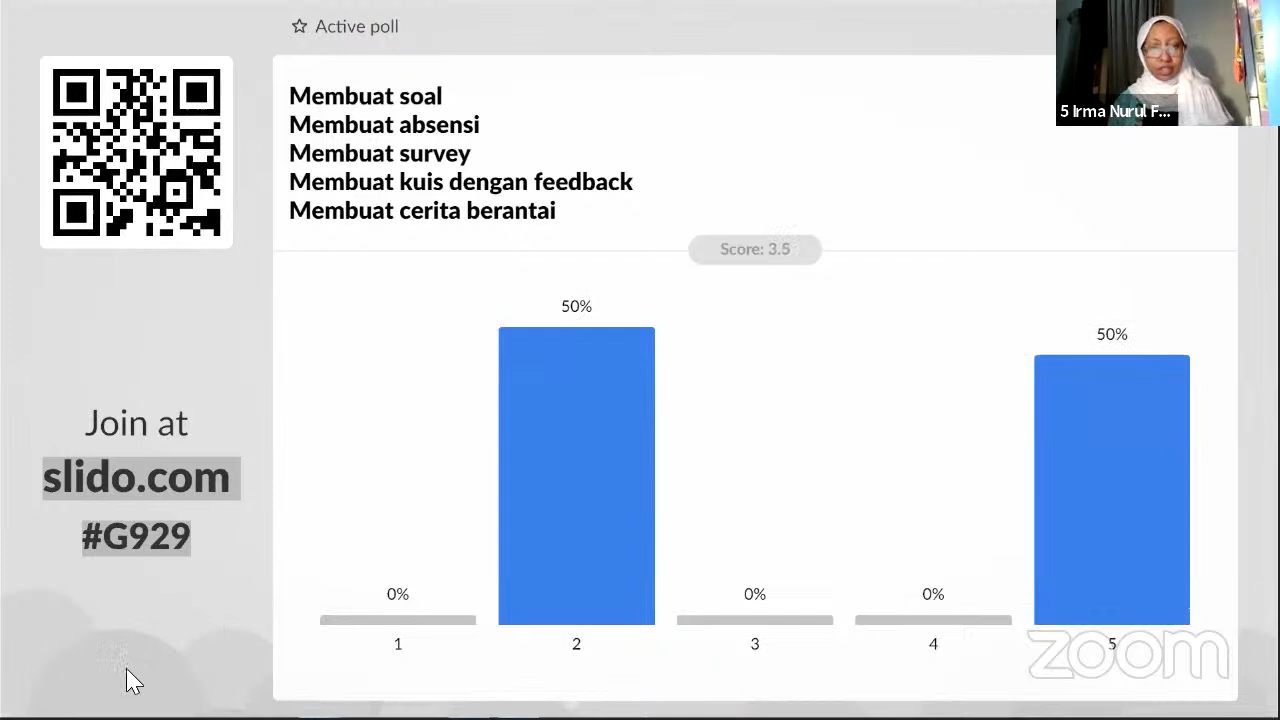 Active poll
5 Irma Nurul F...
Membuat soal
Membuat absensi
Membuat survey
Membuat kuis dengan feedback
Membuat cerita berantai
Score: 3.5
50%
50%
0%
0%
0%
1
2
3
4
5
Join at
slido.com
#G929
zoom